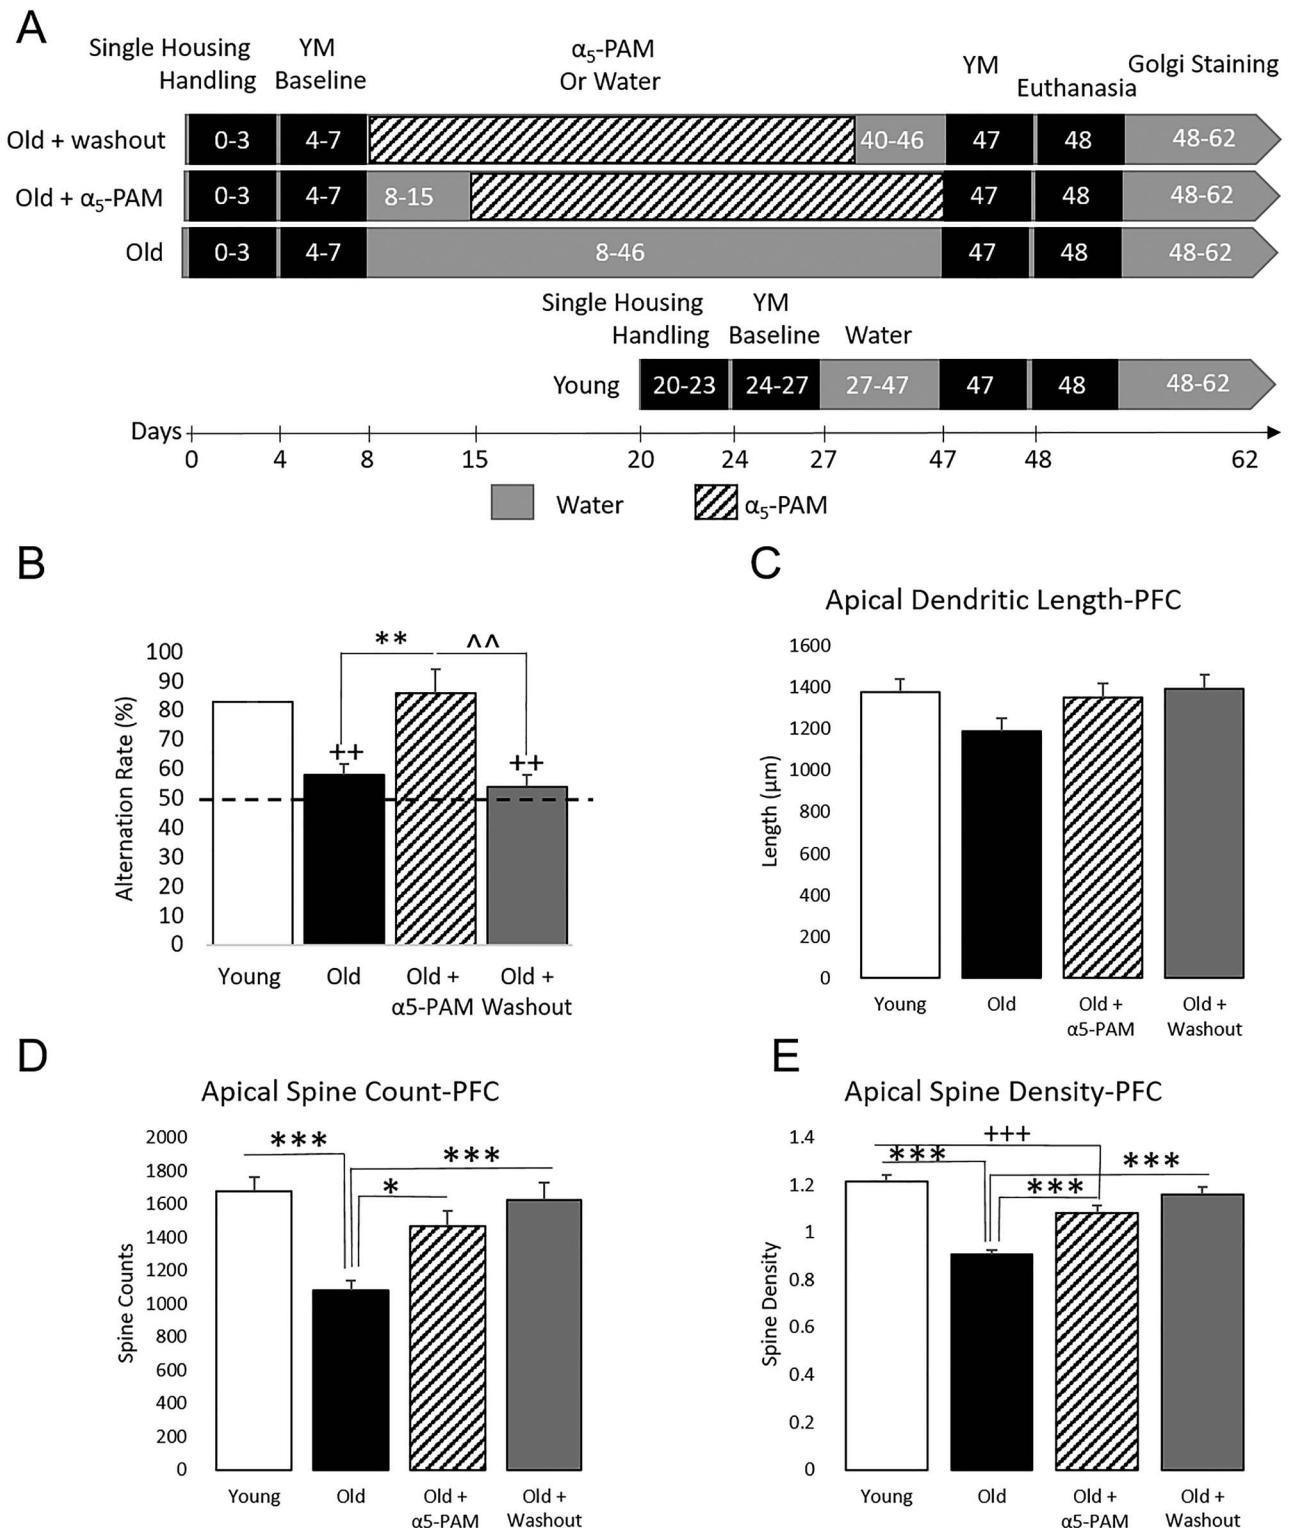 A
Single Housing
Handling
YM
Baseline
α₅-PAM
Or Water
YM
Euthanasia
Golgi Staining
Old + washout
0-3
4-7
40-46
47
48
48-62
Old + α₅-PAM
0-3
4-7
8-15
47
48
48-62
Old
0-3
4-7
8-46
47
48
48-62
Single Housing
Handling
YM
Baseline
Water
Young
20-23
24-27
27-47
47
48
48-62
Days
0
4
8
15
20
24
27
47
48
62
Water
α₅-PAM
B
Alternation Rate (%)
100
90
80
70
60
50
40
30
20
10
0
**
^^
++
++
Young
Old
Old +
α5-PAM
Old +
Washout
C
Apical Dendritic Length-PFC
Length (µm)
1600
1400
1200
1000
800
600
400
200
0
Young
Old
Old +
α5-PAM
Old +
Washout
D
Apical Spine Count-PFC
Spine Counts
2000
1800
1600
1400
1200
1000
800
600
400
200
0
***
***
*
Young
Old
Old +
α5-PAM
Old +
Washout
E
Apical Spine Density-PFC
Spine Density
1.4
1.2
1
0.8
0.6
0.4
0.2
0
+++
***
***
***
Young
Old
Old +
α5-PAM
Old +
Washout